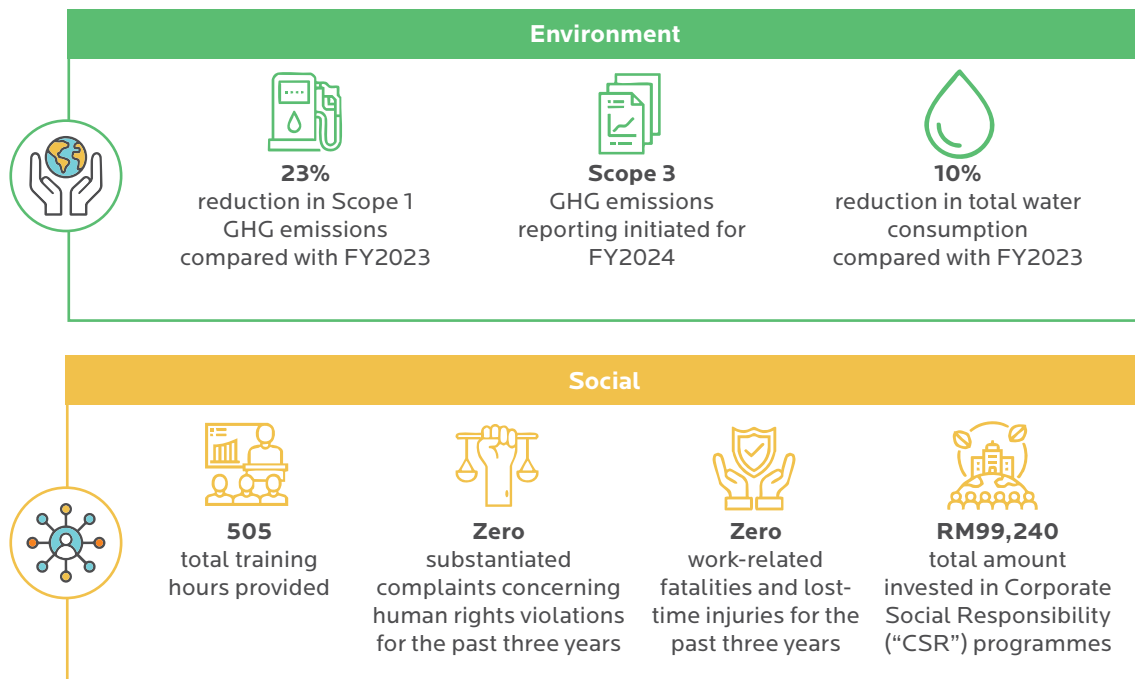 Environment
23%
reduction in Scope 1
GHG emissions
compared with FY2023
Scope 3
GHG emissions
reporting initiated for
FY2024
10%
reduction in total water
consumption
compared with FY2023
Social
505
total training
hours provided
Zero
substantiated
complaints concerning
human rights violations
for the past three years
Zero
work-related
fatalities and lost-
time injuries for the
past three years
RM99,240
total amount
invested in Corporate
Social Responsibility
(“CSR”) programmes